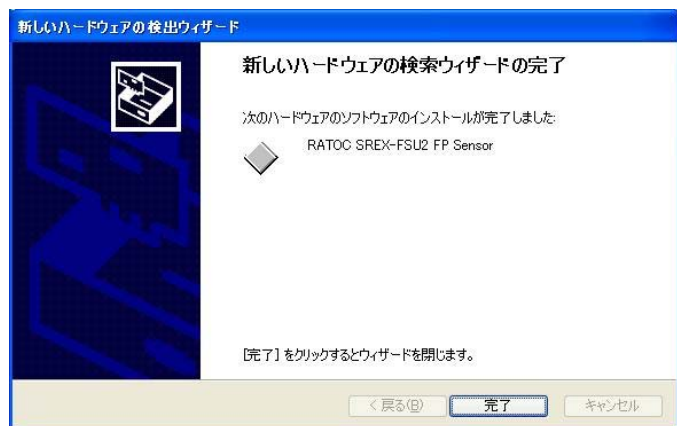 新しいハードウェアの検出ウィザード
新しいハードウェアの検索ウィザードの完了
次のハードウェアのソフトウェアのインストールが完了しました:
RATOC SREX-FSU2 FP Sensor
[完了] をクリックするとウィザードを閉じます。
< 戻る(B) 完了 キャンセル